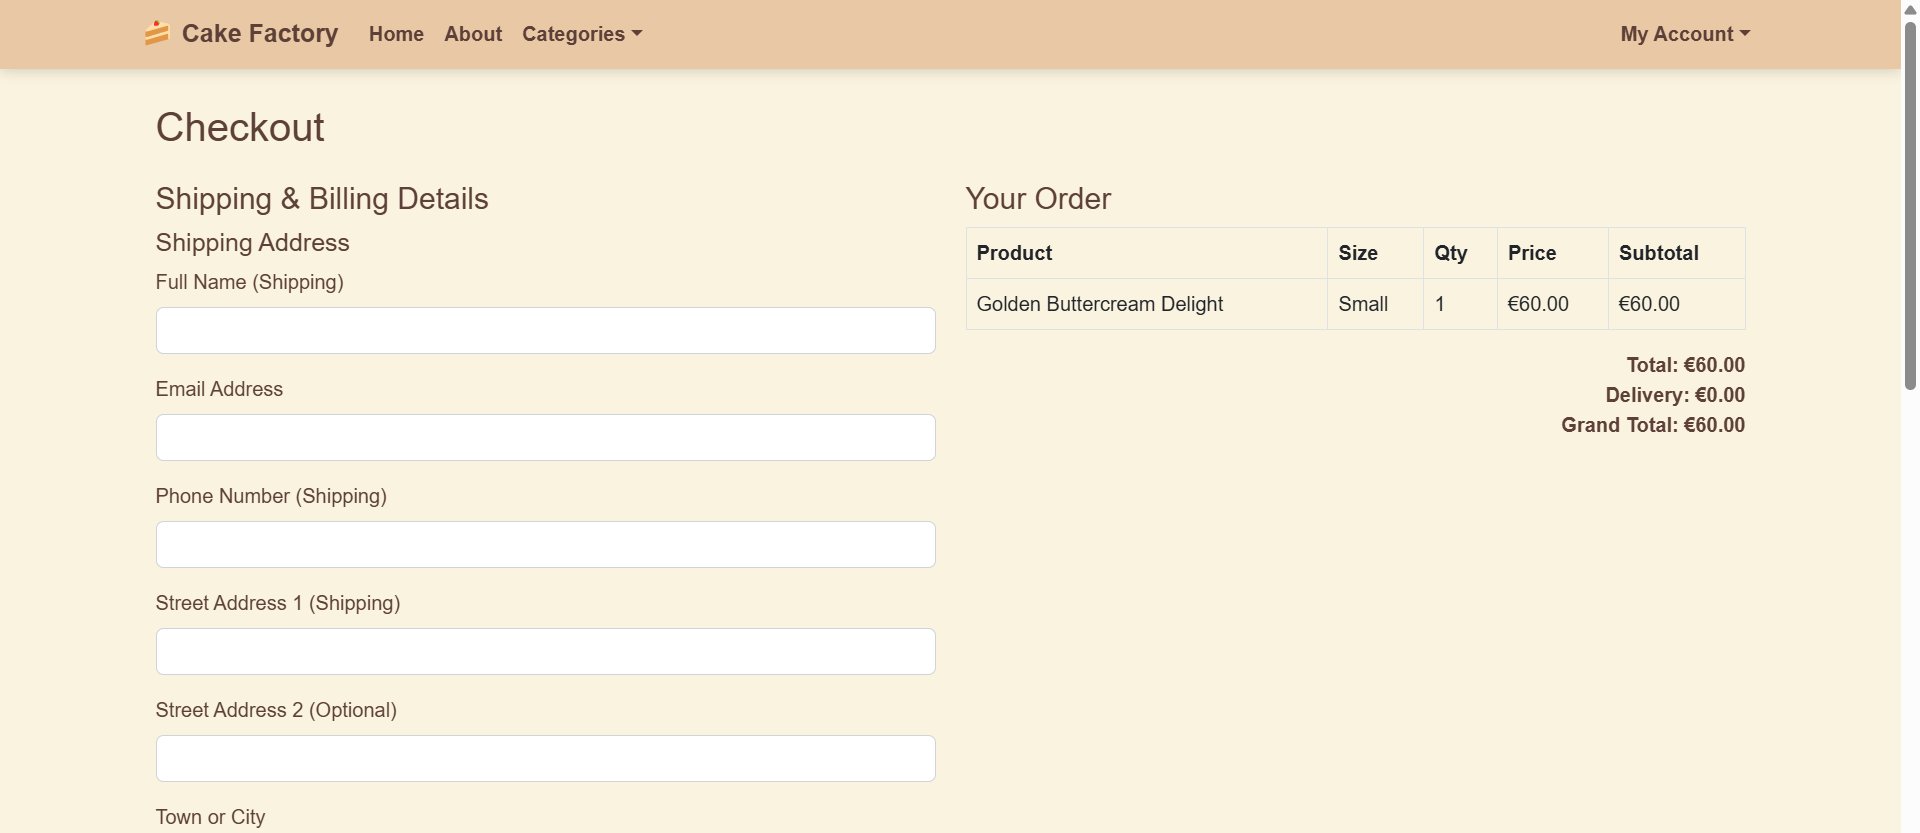 Cake Factory Home About Categories My Account
Checkout
Shipping & Billing Details
Shipping Address
Full Name (Shipping)
Email Address
Phone Number (Shipping)
Street Address 1 (Shipping)
Street Address 2 (Optional)
Town or City
Your Order
Product Size Qty Price Subtotal
Golden Buttercream Delight Small 1 €60.00 €60.00
Total: €60.00
Delivery: €0.00
Grand Total: €60.00